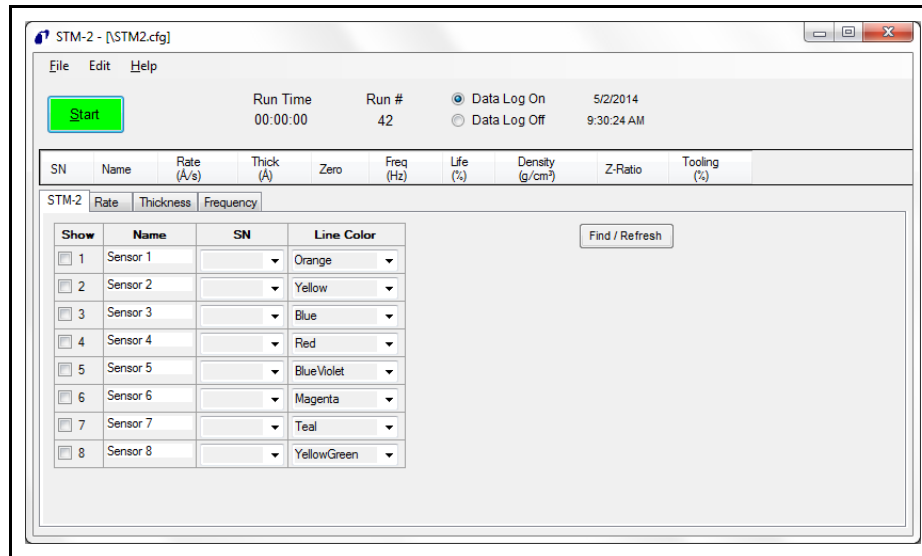 STM-2 - [\STM2.cfg]
File Edit Help
Start
Run Time
00:00:00
Run #
42
Data Log On
Data Log Off
5/2/2014
9:30:24 AM
SN Name Rate (Å/s) Thick (Å) Zero Freq (Hz) Life (%) Density (g/cm³) Z-Ratio Tooling (%)
STM-2 Rate Thickness Frequency
Show Name SN Line Color
1 Sensor 1 Orange
2 Sensor 2 Yellow
3 Sensor 3 Blue
4 Sensor 4 Red
5 Sensor 5 BlueViolet
6 Sensor 6 Magenta
7 Sensor 7 Teal
8 Sensor 8 YellowGreen
Find / Refresh